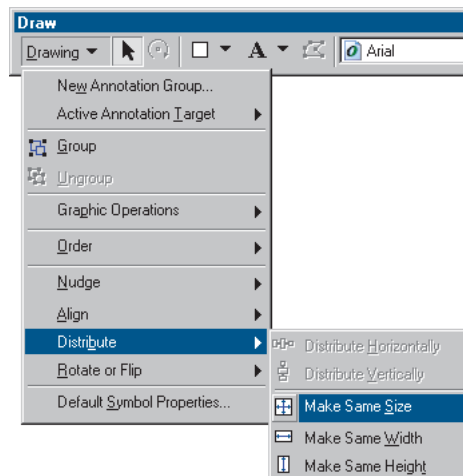 Draw
Drawing A Arial
New Annotation Group...
Active Annotation Target
Group
Ungroup
Graphic Operations
Order
Nudge
Align
Distribute
Distribute Horizontally
Rotate or Flip
Distribute Vertically
Default Symbol Properties...
Make Same Size
Make Same Width
Make Same Height